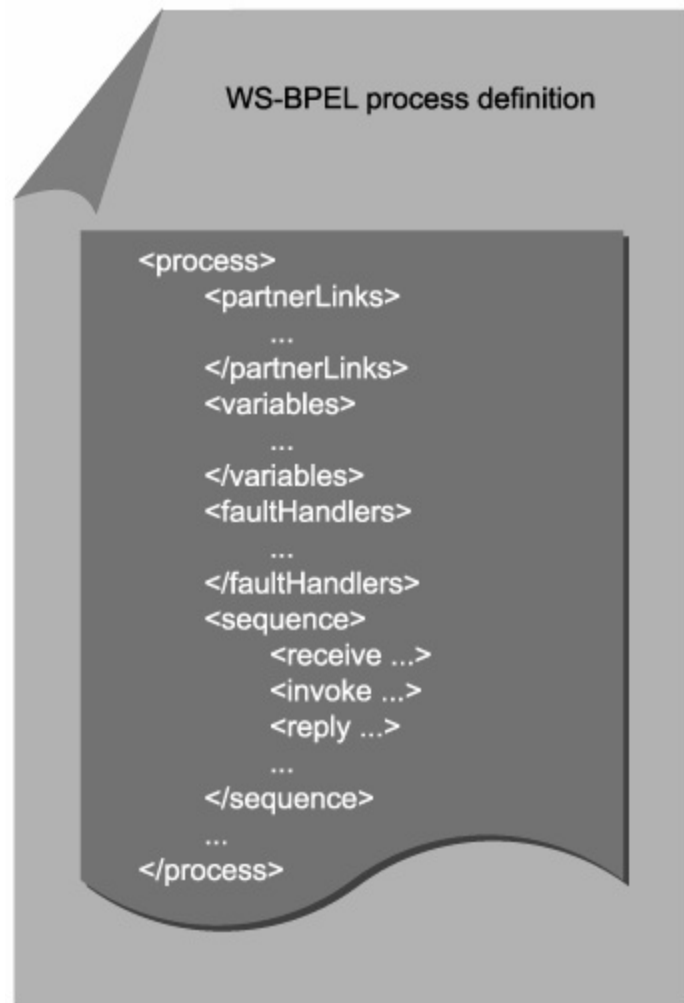 WS-BPEL process definition
<process>
<partnerLinks>
...
</partnerLinks>
<variables>
...
</variables>
<faultHandlers>
...
</faultHandlers>
<sequence>
<receive ...>
<invoke ...>
<reply ...>
...
</sequence>
...
</process>